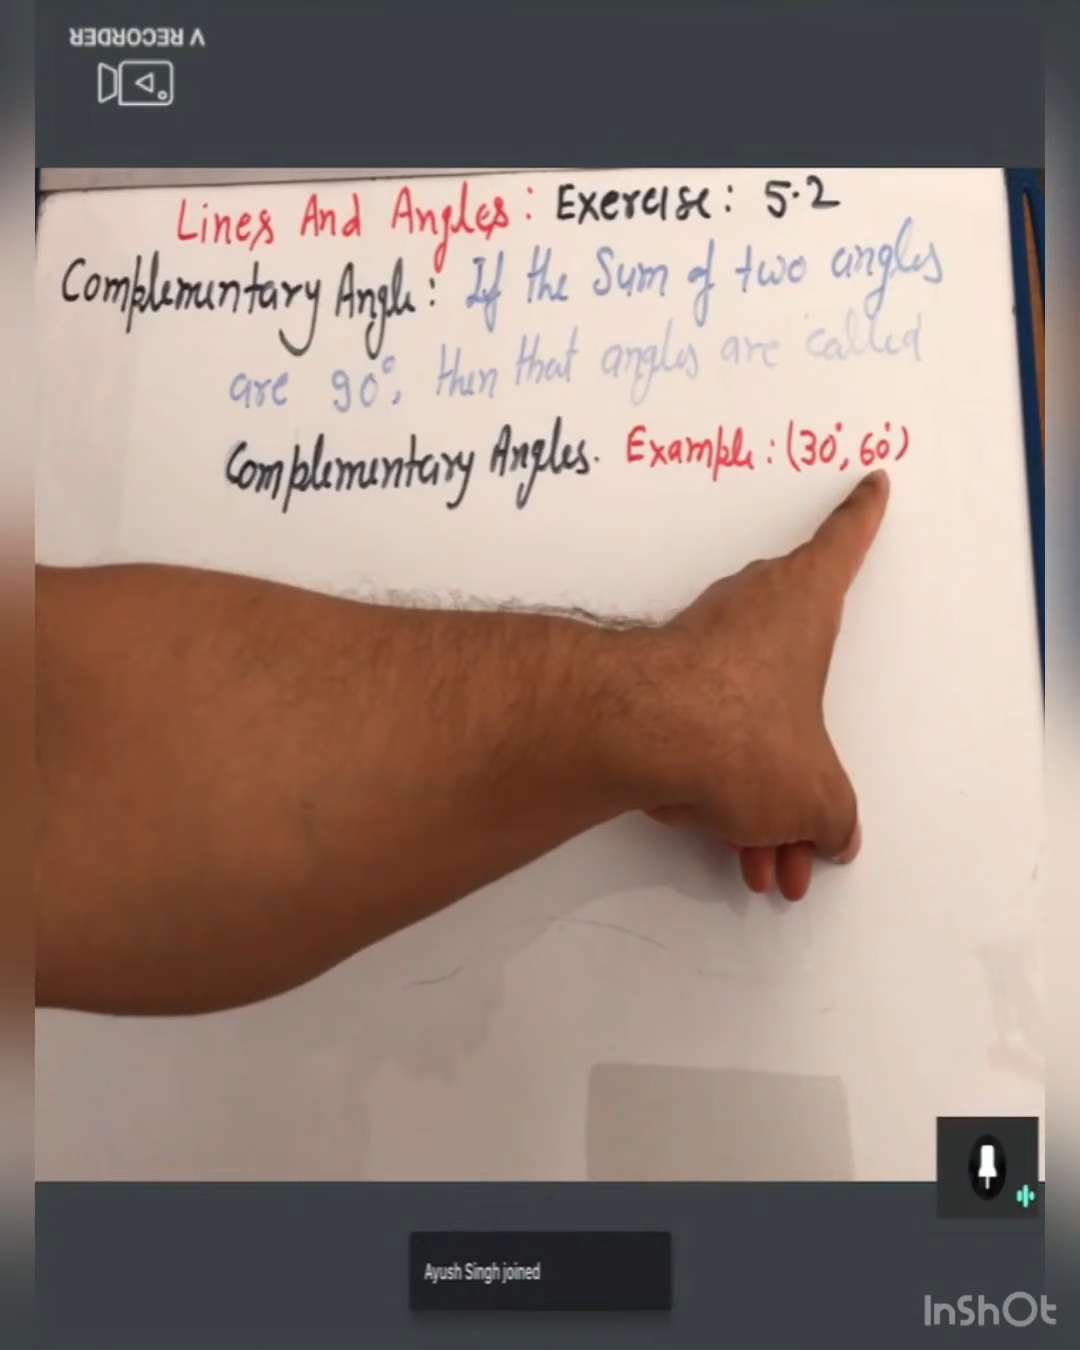 V RECORDER
Lines And Angles: Exercise: 5.2
Complementary Angle: If the Sum of two angles
are 90°, then that angles are called
Complementary Angles. Example: (30°, 60°)
Ayush Singh joined
InShOt